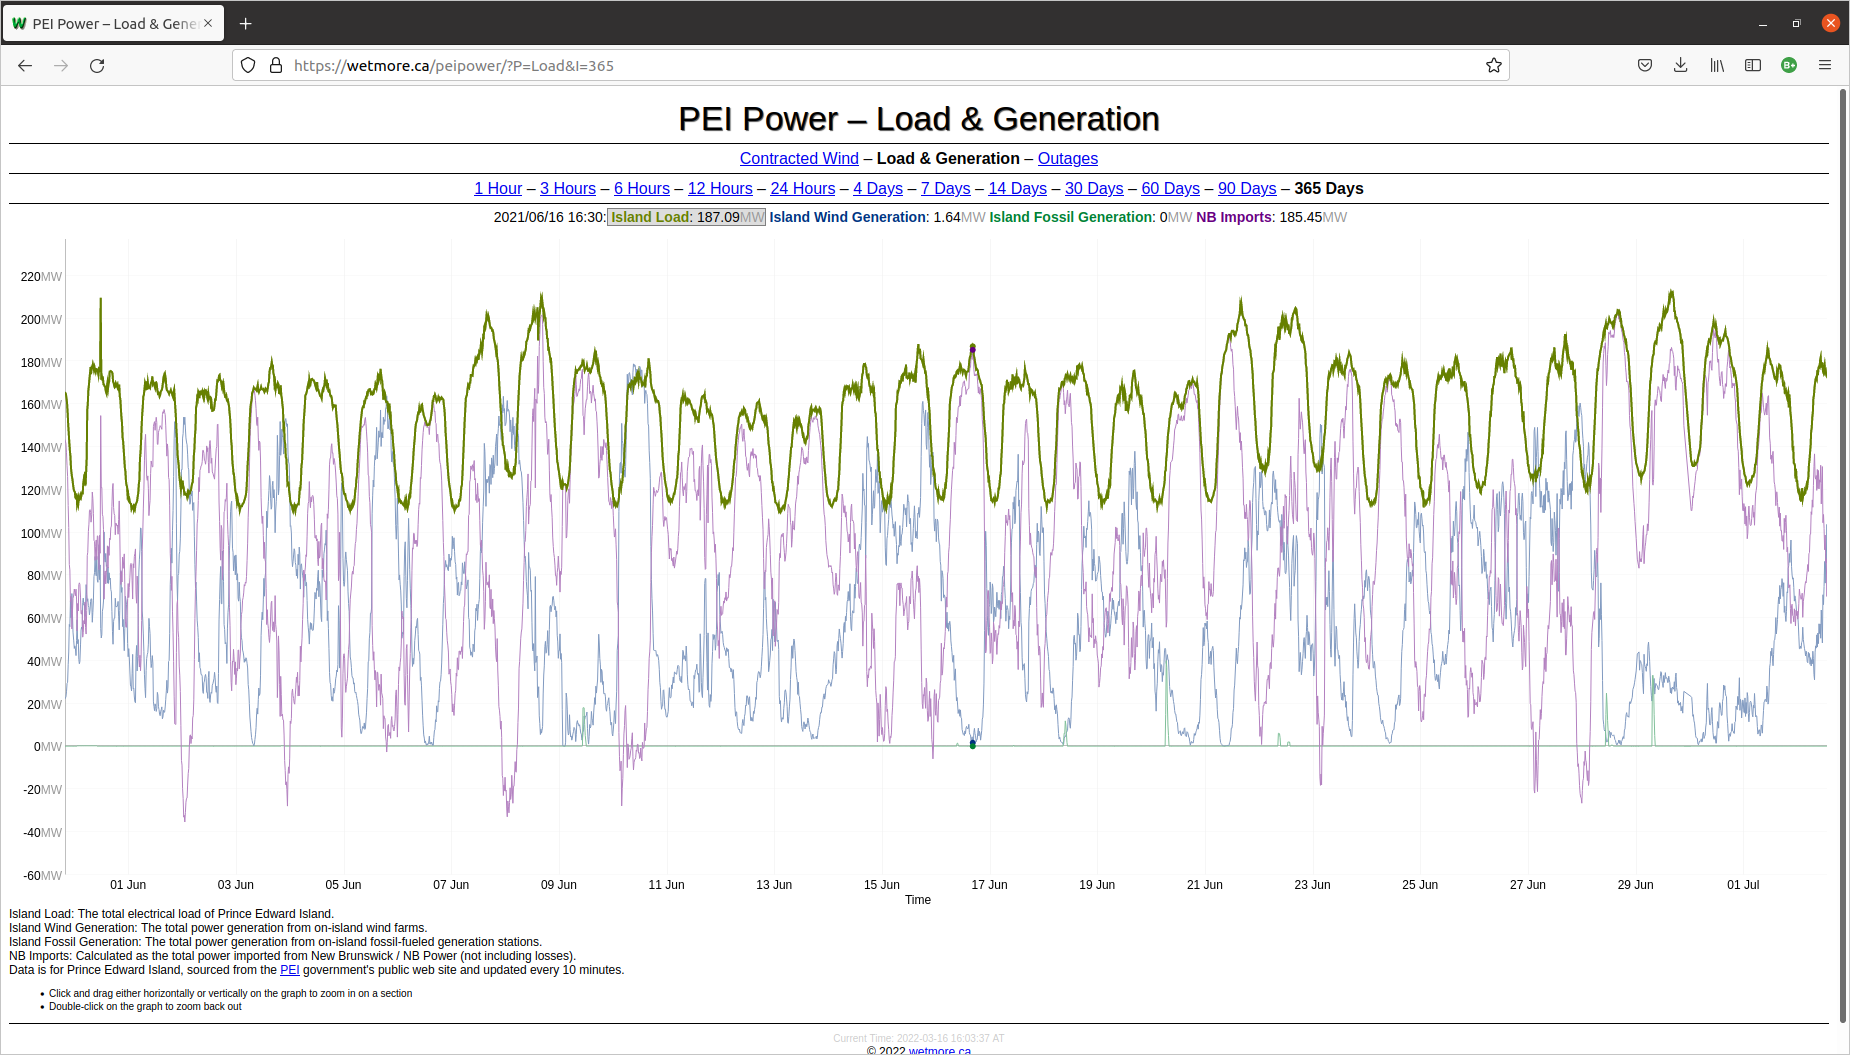 PEI Power – Load & Gene
https://wetmore.ca/peipower/?P=Load&I=365
B+
PEI Power – Load & Generation
Contracted Wind – Load & Generation – Outages
1 Hour – 3 Hours – 6 Hours – 12 Hours – 24 Hours – 4 Days – 7 Days – 14 Days – 30 Days – 60 Days – 90 Days – 365 Days
2021/06/16 16:30: Island Load: 187.09MW Island Wind Generation: 1.64MW Island Fossil Generation: 0MW NB Imports: 185.45MW
220MW
200MW
180MW
160MW
140MW
120MW
100MW
80MW
60MW
40MW
20MW
0MW
-20MW
-40MW
-60MW
01 Jun 03 Jun 05 Jun 07 Jun 09 Jun 11 Jun 13 Jun 15 Jun 17 Jun 19 Jun 21 Jun 23 Jun 25 Jun 27 Jun 29 Jun 01 Jul
Time
Island Load: The total electrical load of Prince Edward Island.
Island Wind Generation: The total power generation from on-island wind farms.
Island Fossil Generation: The total power generation from on-island fossil-fueled generation stations.
NB Imports: Calculated as the total power imported from New Brunswick / NB Power (not including losses).
Data is for Prince Edward Island, sourced from the PEI government's public web site and updated every 10 minutes.
• Click and drag either horizontally or vertically on the graph to zoom in on a section
• Double-click on the graph to zoom back out
Current Time: 2022-03-16 16:03:37 AT
© 2022 wetmore.ca